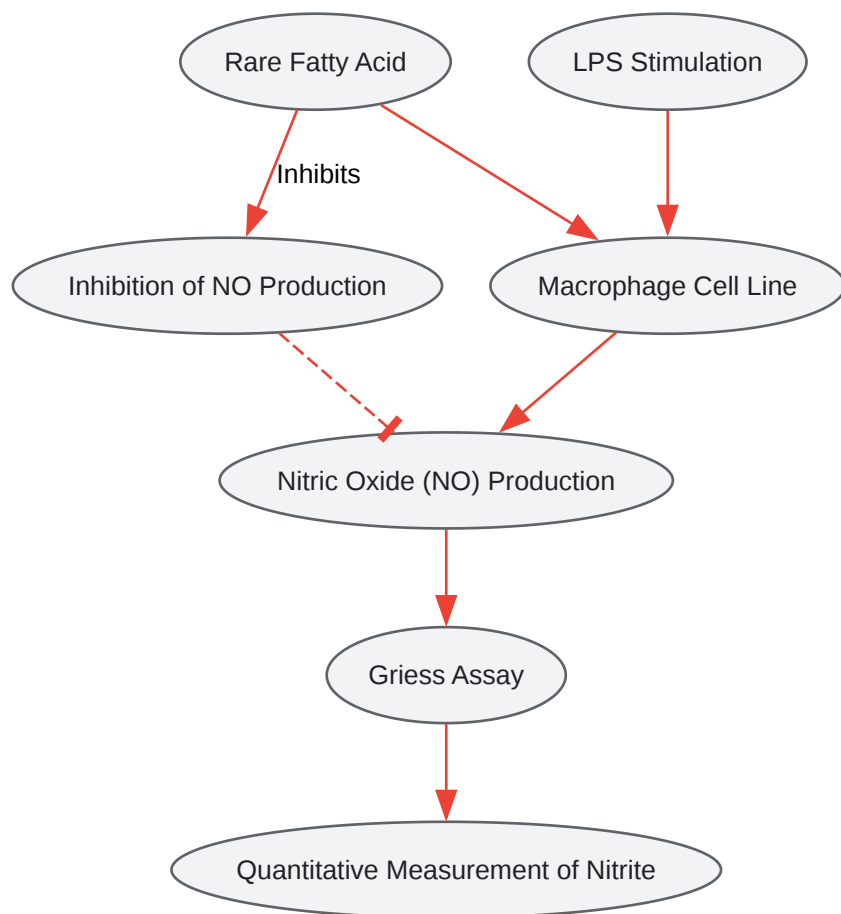 Rare Fatty Acid
LPS Stimulation
Inhibits
Inhibition of NO Production
Macrophage Cell Line
Nitric Oxide (NO) Production
Griess Assay
Quantitative Measurement of Nitrite